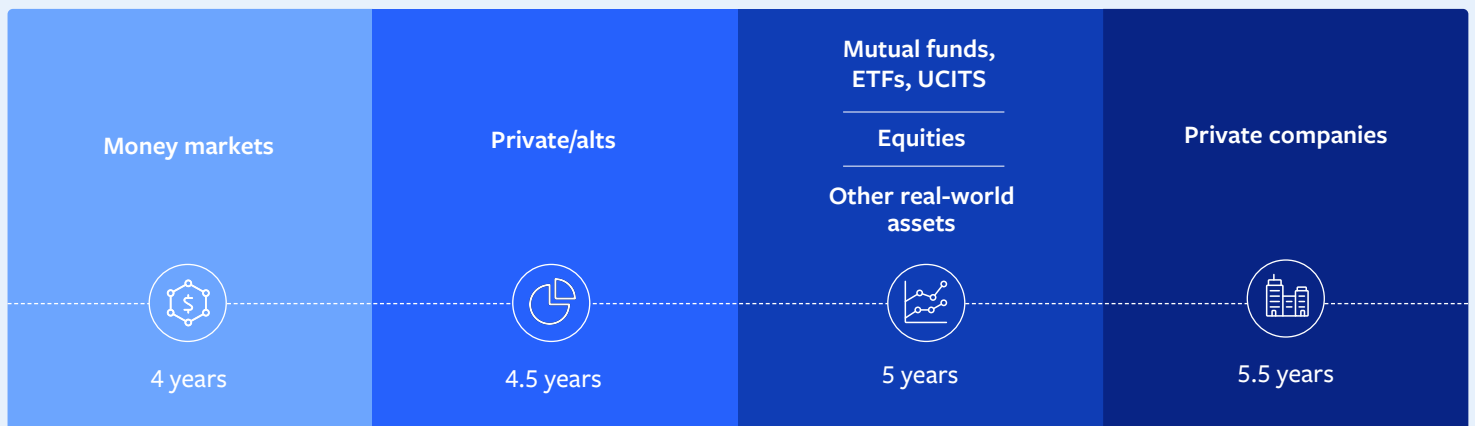 Money markets
$
4 years
Private/alts
4.5 years
Mutual funds,
ETFs, UCITS
Equities
Other real-world
assets
5 years
Private companies
5.5 years